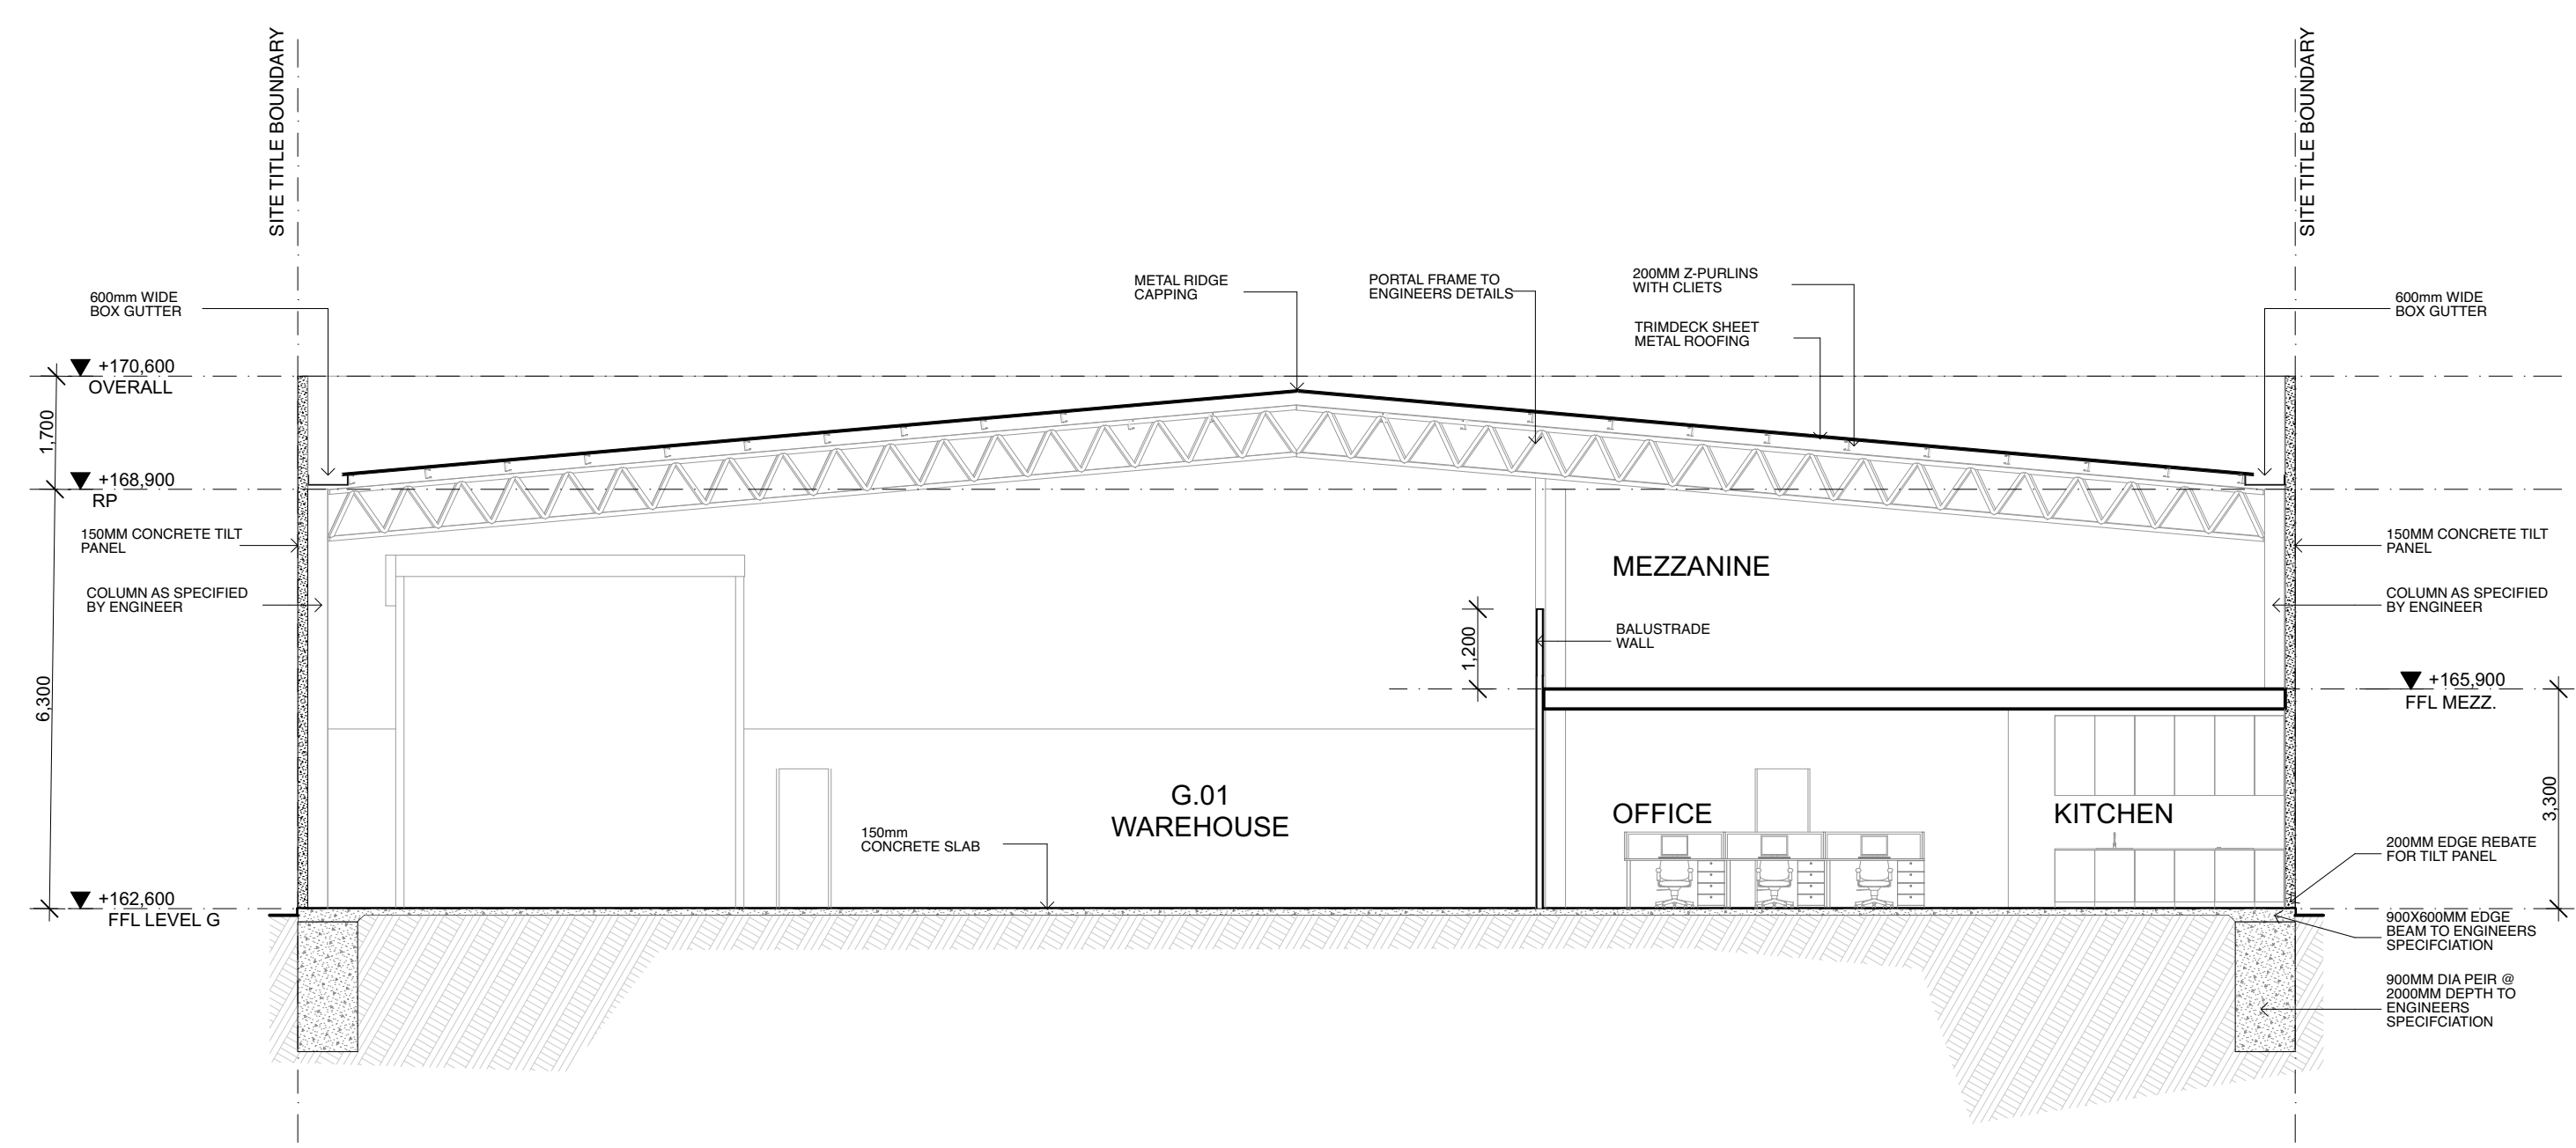 SITE TITLE BOUNDARY
SITE TITLE BOUNDARY
600mm WIDE
BOX GUTTER
METAL RIDGE
CAPPING
PORTAL FRAME TO
ENGINEERS DETAILS
200MM Z-PURLINS
WITH CLIETS
TRIMDECK SHEET
METAL ROOFING
600mm WIDE
BOX GUTTER
+170,600
OVERALL
1,700
+168,900
RP
150MM CONCRETE TILT
PANEL
COLUMN AS SPECIFIED
BY ENGINEER
6,300
+162,600
FFL LEVEL G
150mm
CONCRETE SLAB
G.01
WAREHOUSE
1,200
MEZZANINE
BALUSTRADE
WALL
OFFICE
KITCHEN
150MM CONCRETE TILT
PANEL
COLUMN AS SPECIFIED
BY ENGINEER
+165,900
FFL MEZZ.
3,300
200MM EDGE REBATE
FOR TILT PANEL
900X600MM EDGE
BEAM TO ENGINEERS
SPECIFCIATION
900MM DIA PEIR @
2000MM DEPTH TO
ENGINEERS
SPECIFCIATION